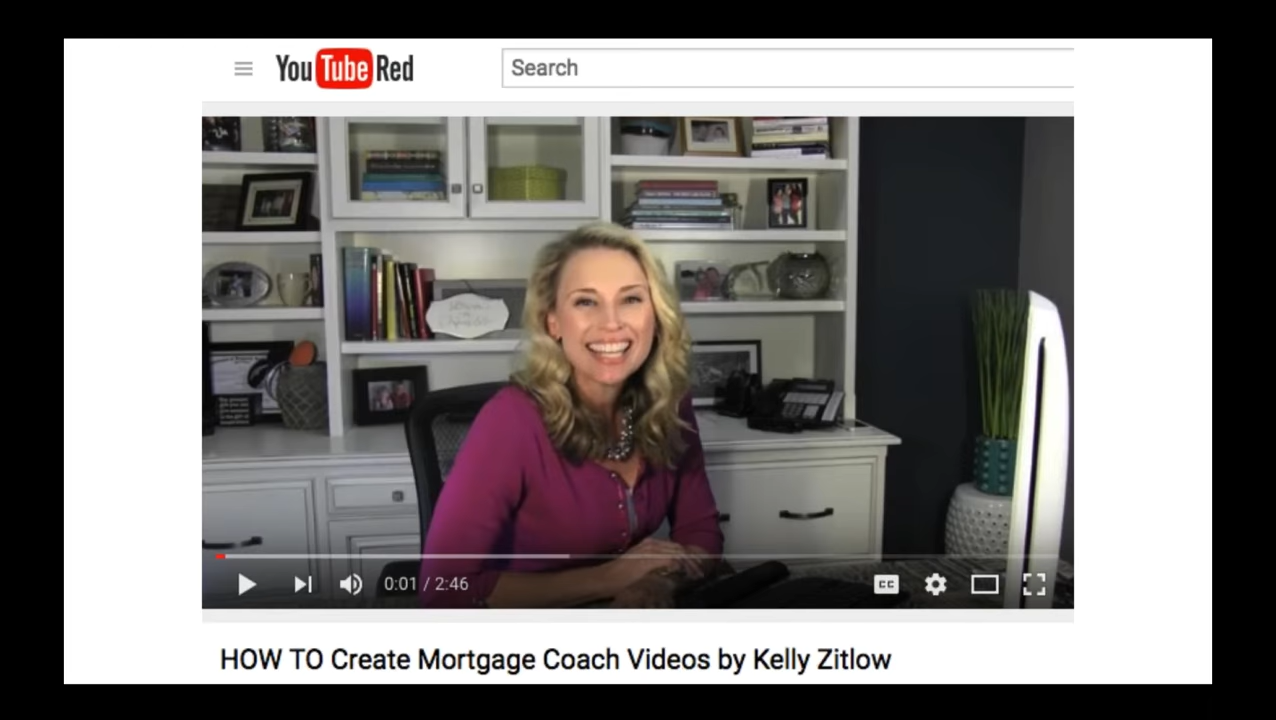 YouTube Red
Search
0:01 / 2:46
CC
HOW TO Create Mortgage Coach Videos by Kelly Zitlow